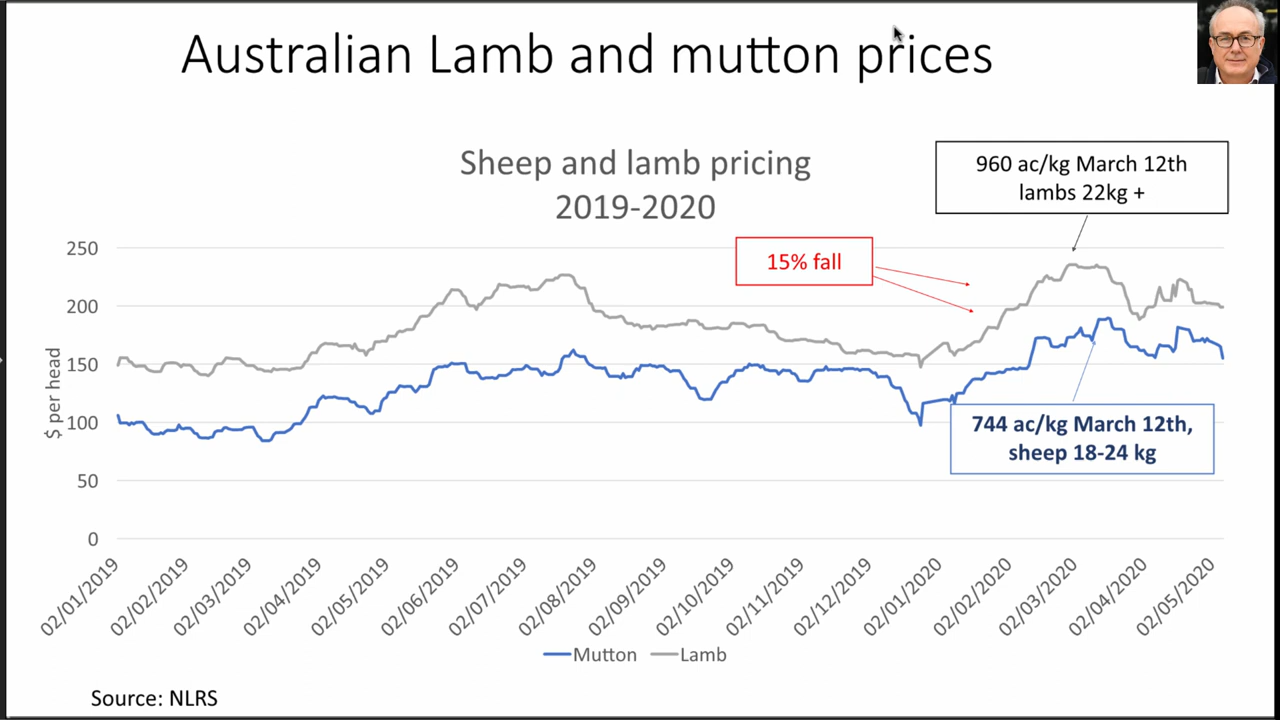 Australian Lamb and mutton prices
Sheep and lamb pricing
2019-2020
960 ac/kg March 12th
lambs 22kg +
15% fall
744 ac/kg March 12th,
sheep 18-24 kg
$ per head
250
200
150
100
50
0
02/01/2019
02/02/2019
02/03/2019
02/04/2019
02/05/2019
02/06/2019
02/07/2019
02/08/2019
02/09/2019
02/10/2019
02/11/2019
02/12/2019
02/01/2020
02/02/2020
02/03/2020
02/04/2020
02/05/2020
Mutton
Lamb
Source: NLRS